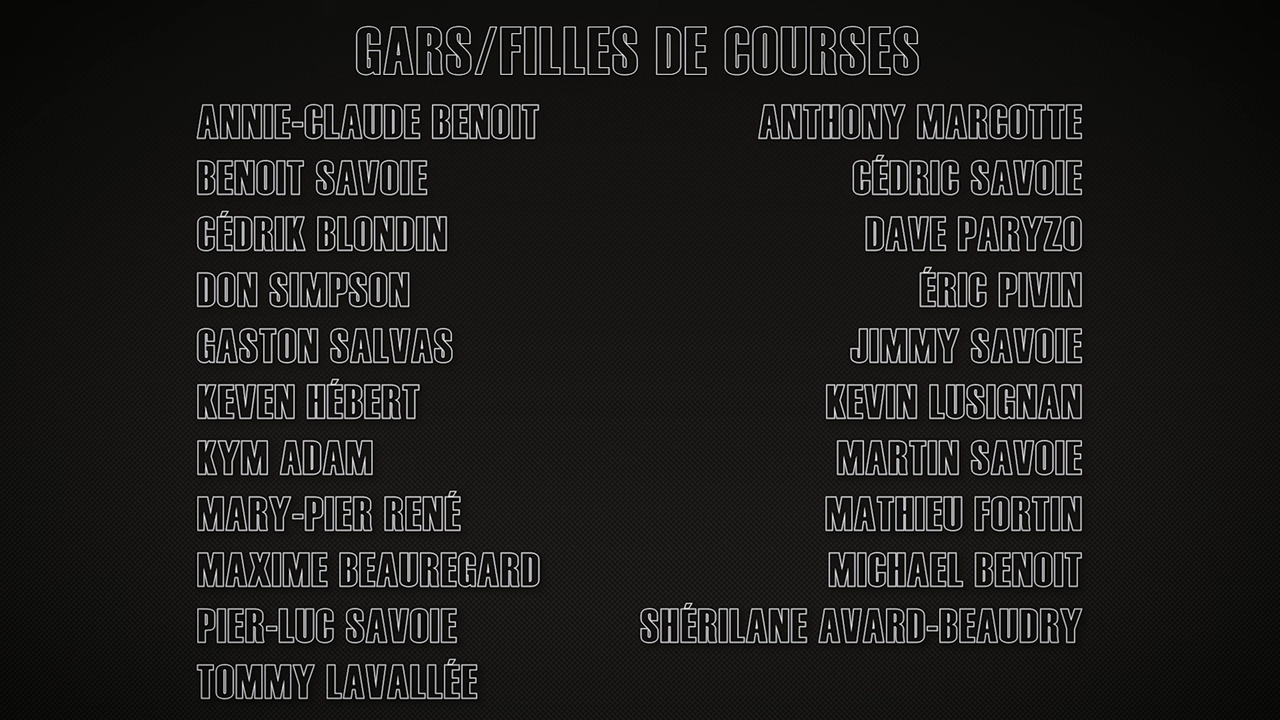 GARS/FILLES DE COURSES
ANNIE-CLAUDE BENOIT ANTHONY MARCOTTE
BENOIT SAVOIE CÉDRIC SAVOIE
CÉDRIK BLONDIN DAVE PARYZO
DON SIMPSON ÉRIC PIVIN
GASTON SALVAS JIMMY SAVOIE
KEVEN HÉBERT KEVIN LUSIGNAN
KYM ADAM MARTIN SAVOIE
MARY-PIER RENÉ MATHIEU FORTIN
MAXIME BEAUREGARD MICHAEL BENOIT
PIER-LUC SAVOIE SHÉRILANE AVARD-BEAUDRY
TOMMY LAVALLÉE